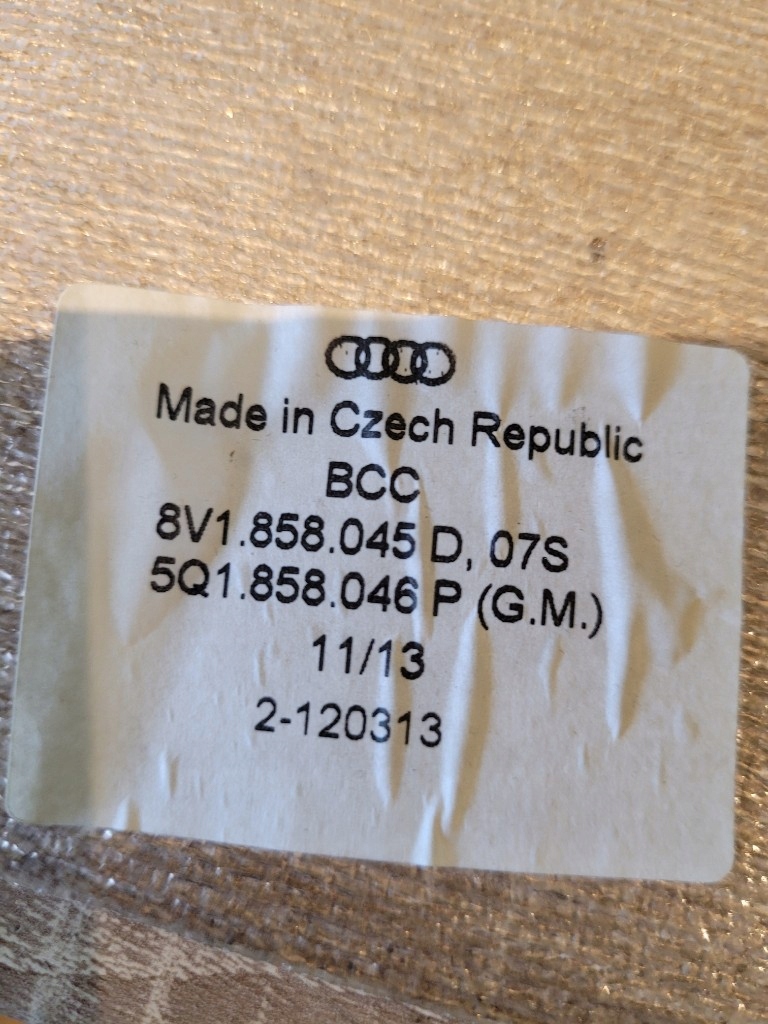 Made in Czech Republic
BCC
8V1.858.045 D, 07S
5Q1.858.046 P (G.M.)
11/13
2-120313